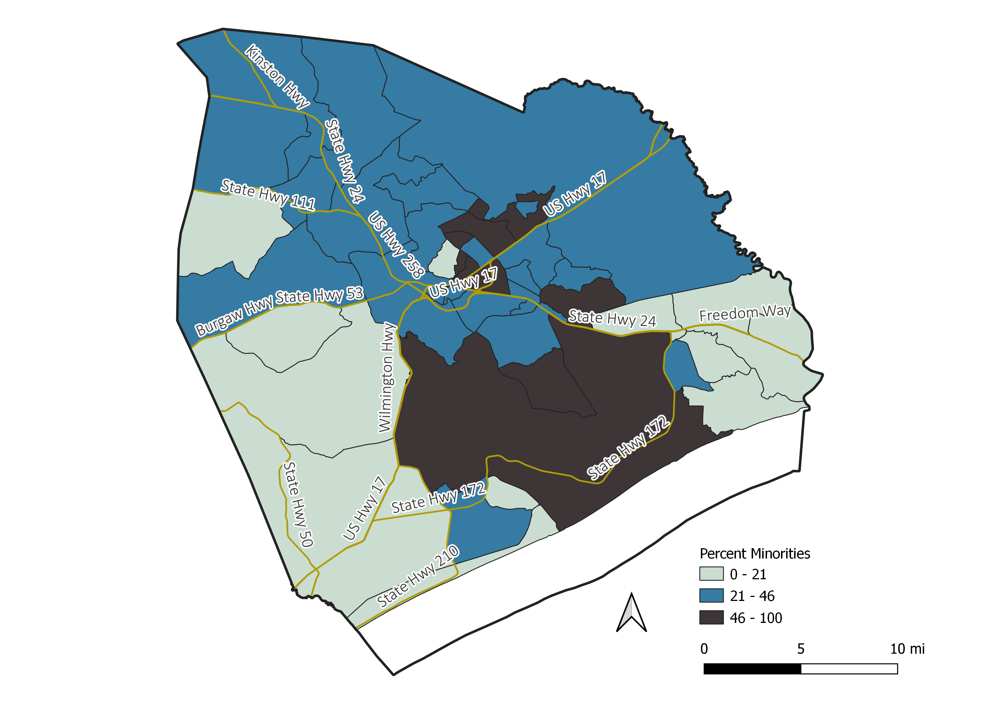 Kinston Hwy
State Hwy 24
State Hwy 111
US Hwy 17
US Hwy 258
US Hwy 17
Burgaw Hwy
State Hwy 53
State Hwy 24
Freedom Way
Wilmington Hwy
State Hwy 172
State Hwy 50
US Hwy 17
State Hwy 172
State Hwy 210
Percent Minorities
0 - 21
21 - 46
46 - 100
0 5 10 mi